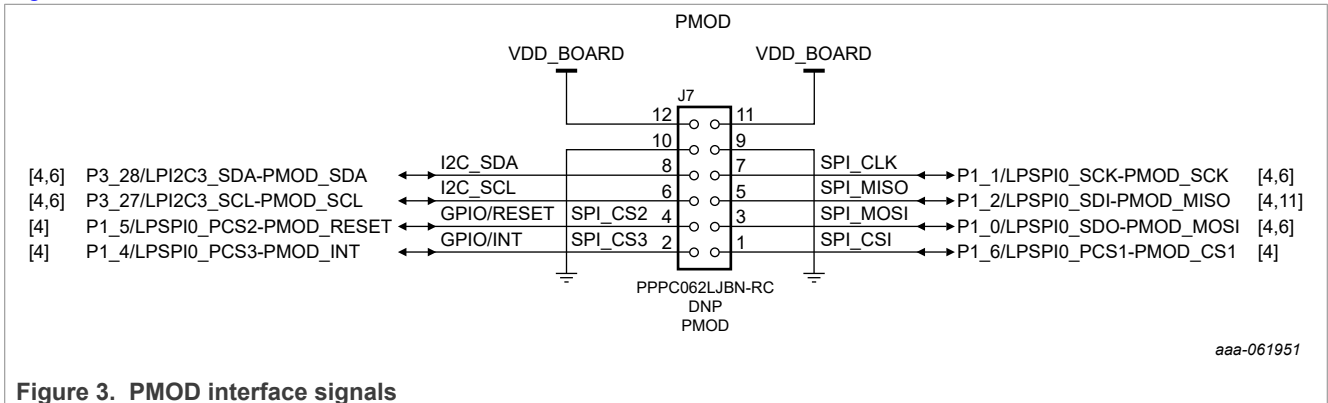 PMOD
VDD_BOARD VDD_BOARD
J7
12 11
10 9
[4,6] P3_28/LPI2C3_SDA-PMOD_SDA I2C_SDA 8 7 SPI_CLK P1_1/LPSPI0_SCK-PMOD_SCK [4,6]
[4,6] P3_27/LPI2C3_SCL-PMOD_SCL I2C_SCL 6 5 SPI_MISO P1_2/LPSPI0_SDI-PMOD_MISO [4,11]
[4] P1_5/LPSPI0_PCS2-PMOD_RESET GPIO/RESET SPI_CS2 4 3 SPI_MOSI P1_0/LPSPI0_SDO-PMOD_MOSI [4,6]
[4] P1_4/LPSPI0_PCS3-PMOD_INT GPIO/INT SPI_CS3 2 1 SPI_CSI P1_6/LPSPI0_PCS1-PMOD_CS1 [4]
PPPC062LJBN-RC
DNP
PMOD
aaa-061951
Figure 3. PMOD interface signals